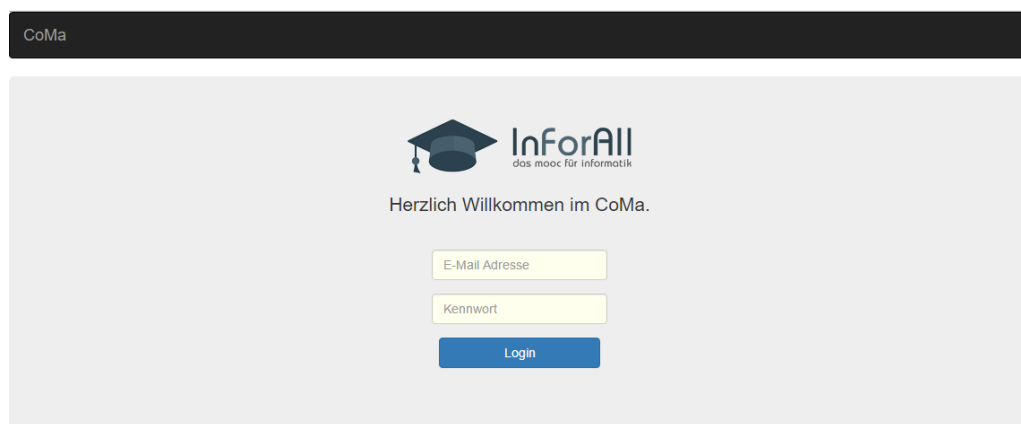 CoMa
InForAll
das mooc für informatik
Herzlich Willkommen im CoMa.
E-Mail Adresse
Kennwort
Login